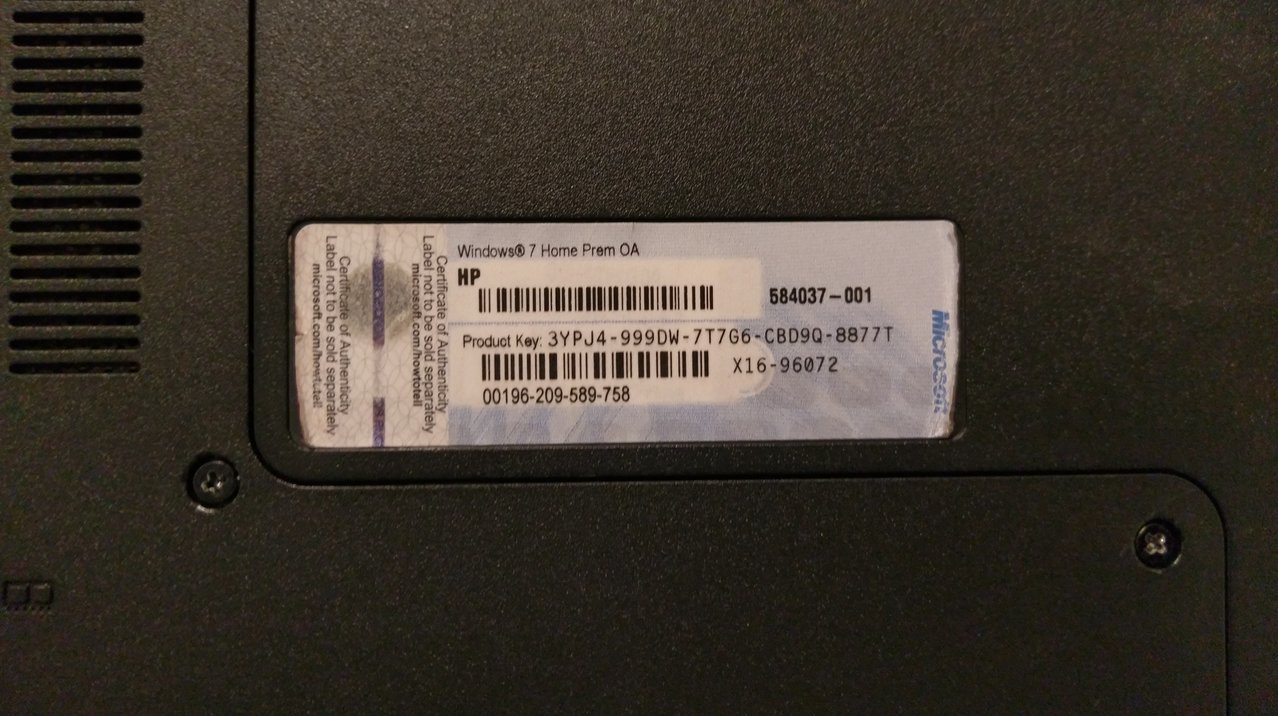 Certificate of Authenticity
Label not to be sold separately
microsoft.com/howtotell
Certificate of Authenticity
Label not to be sold separately
microsoft.com/howtotell
Windows® 7 Home Prem OA
HP
584037-001
Product Key: 3YPJ4-999DW-7T7G6-CBD9Q-8877T
X16-96072
00196-209-589-758
Microsoft